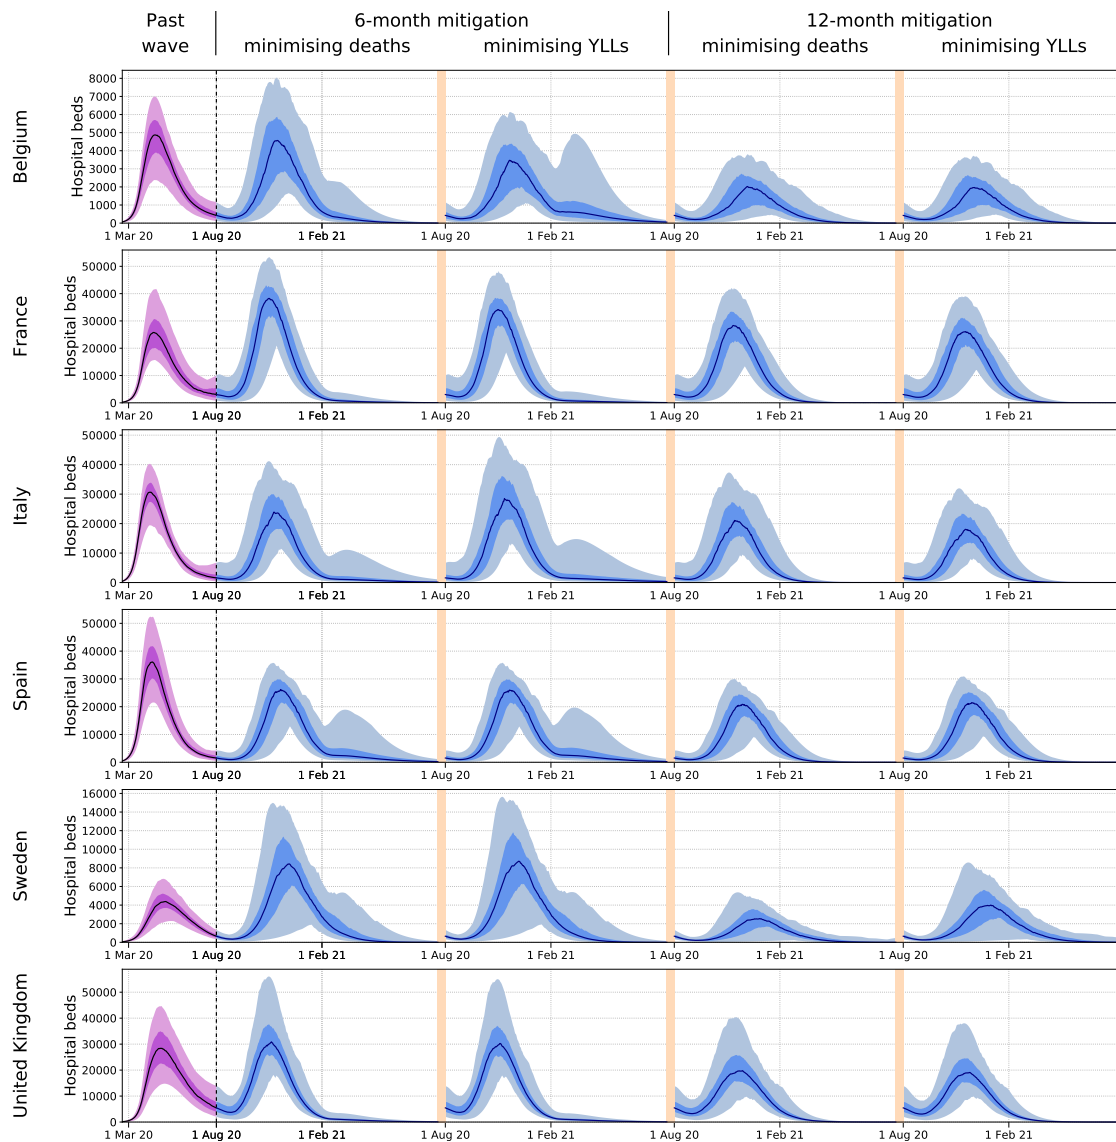 Past wave
6-month mitigation
12-month mitigation
minimising deaths
minimising YLLs
minimising deaths
minimising YLLs
Belgium
Hospital beds
8000
7000
6000
5000
4000
3000
2000
1000
0
1 Mar 20
1 Aug 20
1 Feb 21
1 Aug 20
1 Feb 21
1 Aug 20
1 Feb 21
1 Aug 20
1 Feb 21
France
Hospital beds
50000
40000
30000
20000
10000
0
1 Mar 20
1 Aug 20
1 Feb 21
1 Aug 20
1 Feb 21
1 Aug 20
1 Feb 21
1 Aug 20
1 Feb 21
Italy
Hospital beds
50000
40000
30000
20000
10000
0
1 Mar 20
1 Aug 20
1 Feb 21
1 Aug 20
1 Feb 21
1 Aug 20
1 Feb 21
1 Aug 20
1 Feb 21
Spain
Hospital beds
50000
40000
30000
20000
10000
0
1 Mar 20
1 Aug 20
1 Feb 21
1 Aug 20
1 Feb 21
1 Aug 20
1 Feb 21
1 Aug 20
1 Feb 21
Sweden
Hospital beds
16000
14000
12000
10000
8000
6000
4000
2000
0
1 Mar 20
1 Aug 20
1 Feb 21
1 Aug 20
1 Feb 21
1 Aug 20
1 Feb 21
1 Aug 20
1 Feb 21
United Kingdom
Hospital beds
50000
40000
30000
20000
10000
0
1 Mar 20
1 Aug 20
1 Feb 21
1 Aug 20
1 Feb 21
1 Aug 20
1 Feb 21
1 Aug 20
1 Feb 21